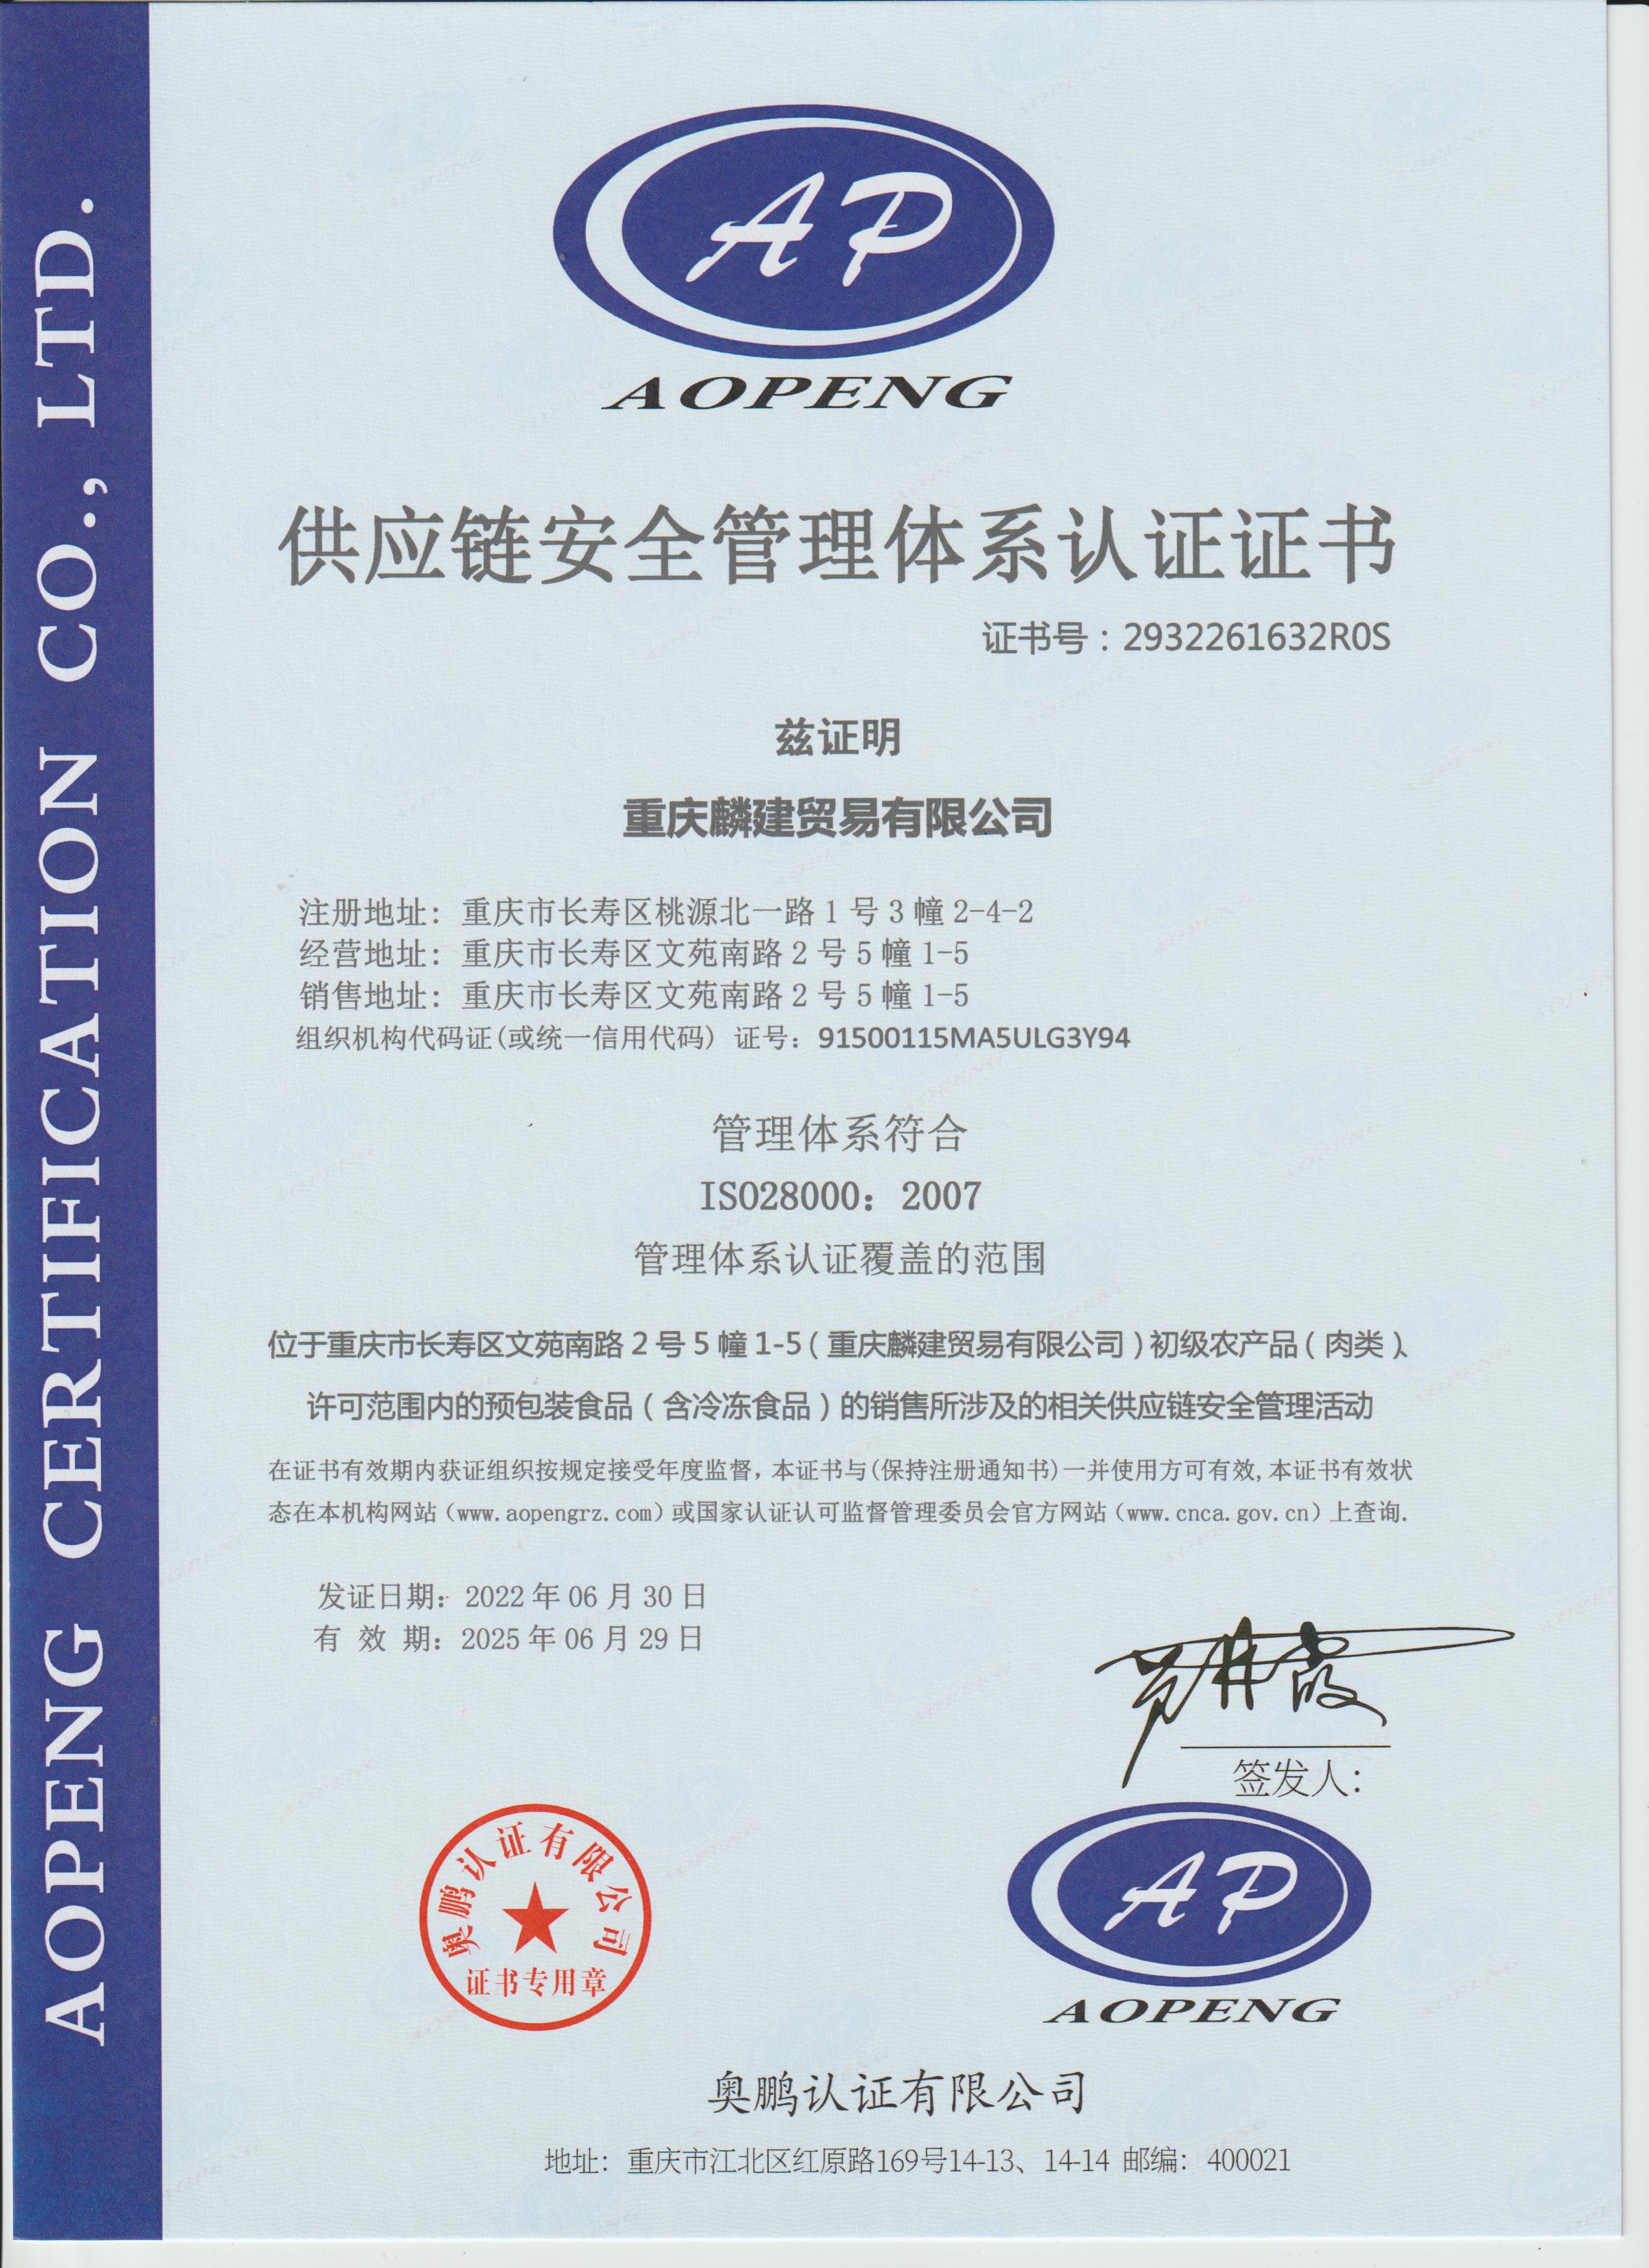 AOPENG CERTIFICATION CO., LTD.
AP
AOPENG
供应链安全管理体系认证证书
证书号：2932261632R0S
兹证明
重庆麟建贸易有限公司
注册地址：重庆市长寿区桃源北一路 1 号 3 幢 2-4-2
经营地址：重庆市长寿区文苑南路 2 号 5 幢 1-5
销售地址：重庆市长寿区文苑南路 2 号 5 幢 1-5
组织机构代码证(或统一信用代码) 证号：91500115MA5ULG3Y94
管理体系符合
ISO28000：2007
管理体系认证覆盖的范围
位于重庆市长寿区文苑南路 2 号 5 幢 1-5（重庆麟建贸易有限公司）初级农产品（肉类）、
许可范围内的预包装食品（含冷冻食品）的销售所涉及的相关供应链安全管理活动
在证书有效期内获证组织按规定接受年度监督，本证书与(保持注册通知书)一并使用方可有效,本证书有效状
态在本机构网站（www.aopengrz.com）或国家认证认可监督管理委员会官方网站（www.cnca.gov.cn）上查询.
发证日期：2022 年 06 月 30 日
有 效 期：2025 年 06 月 29 日
签发人：
奥鹏认证有限公司
证书专用章
AP
AOPENG
奥鹏认证有限公司
地址：重庆市江北区红原路169号14-13、14-14 邮编：400021